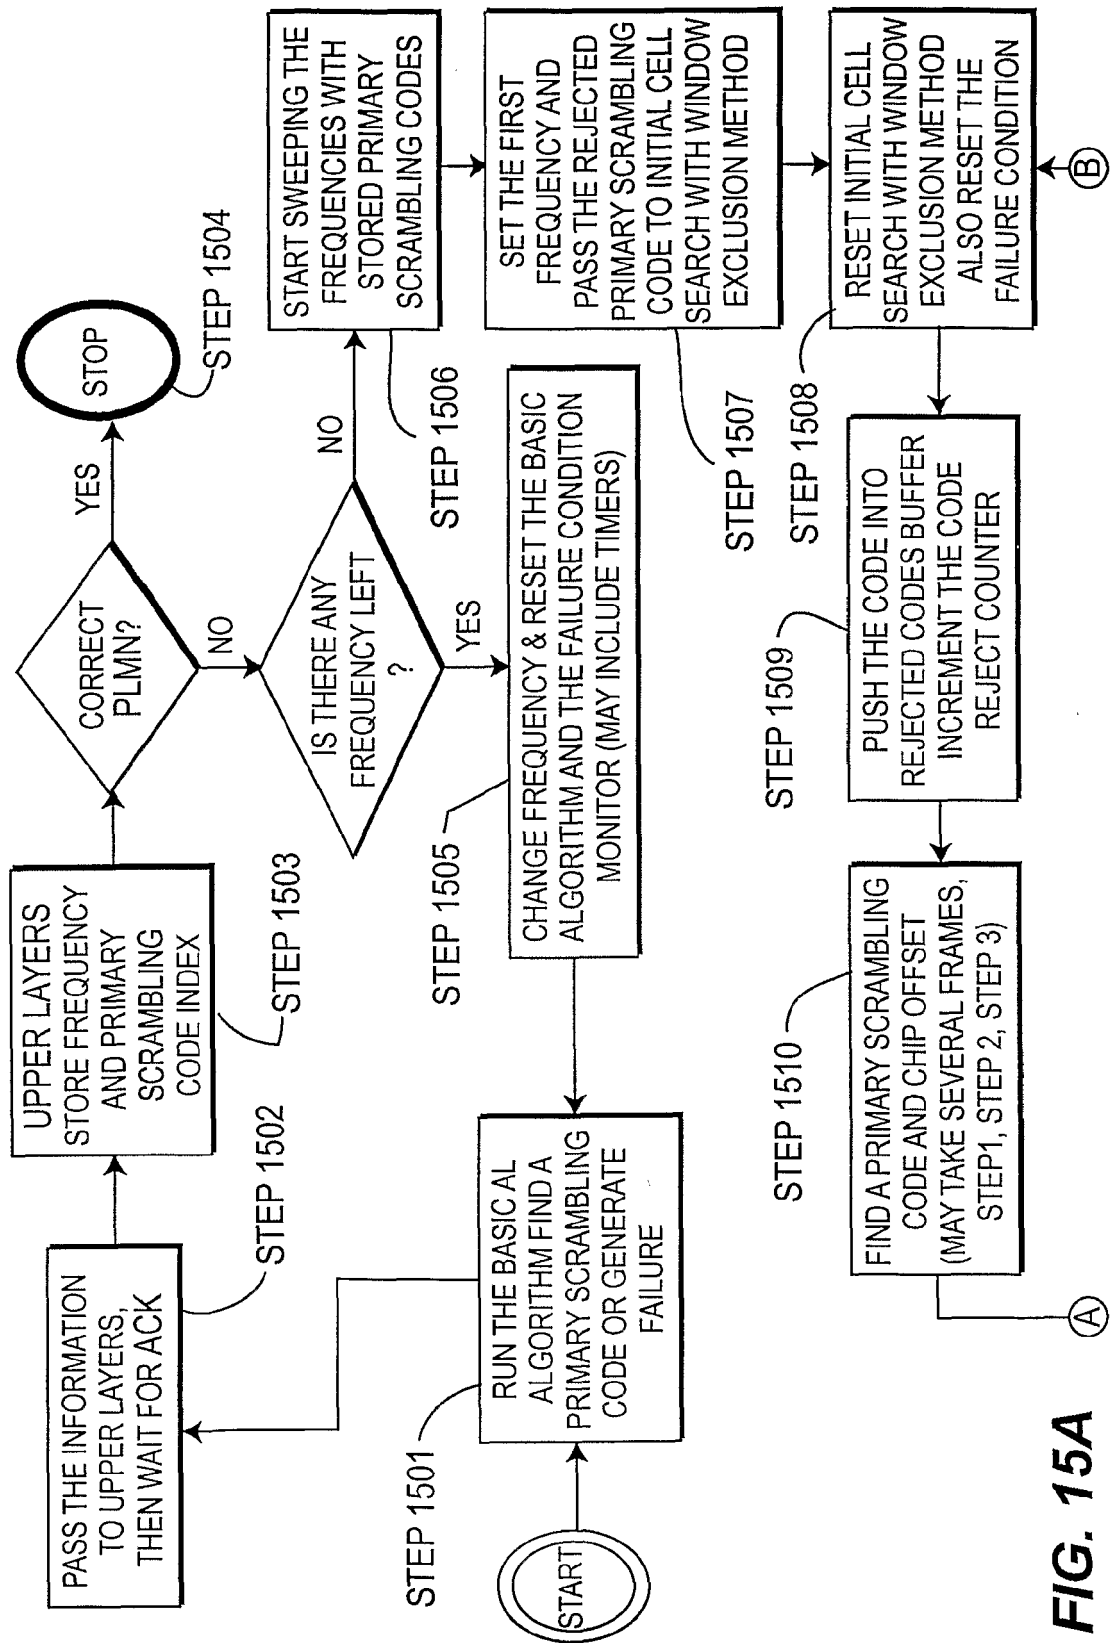 START
STEP 1501
RUN THE BASIC AL
ALGORITHM FIND A
PRIMARY SCRAMBLING
CODE OR GENERATE
FAILURE
PASS THE INFORMATION
TO UPPER LAYERS,
THEN WAIT FOR ACK
STEP 1502
UPPER LAYERS
STORE FREQUENCY
AND PRIMARY
SCRAMBLING
CODE INDEX
STEP 1503
CORRECT
PLMN?
YES
STOP
STEP 1504
NO
IS THERE ANY
FREQUENCY LEFT
?
YES
STEP 1505
CHANGE FREQUENCY & RESET THE BASIC
ALGORITHM AND THE FAILURE CONDITION
MONITOR (MAY INCLUDE TIMERS)
NO
START SWEEPING THE
FREQUENCIES WITH
STORED PRIMARY
SCRAMBLING CODES
STEP 1506
SET THE FIRST
FREQUENCY AND
PASS THE REJECTED
PRIMARY SCRAMBLING
CODE TO INITIAL CELL
SEARCH WITH WINDOW
EXCLUSION METHOD
STEP 1507
STEP 1508
RESET INITIAL CELL
SEARCH WITH WINDOW
EXCLUSION METHOD
ALSO RESET THE
FAILURE CONDITION
B
STEP 1509
PUSH THE CODE INTO
REJECTED CODES BUFFER
INCREMENT THE CODE
REJECT COUNTER
STEP 1510
FIND A PRIMARY SCRAMBLING
CODE AND CHIP OFFSET
(MAY TAKE SEVERAL FRAMES,
STEP1, STEP 2, STEP 3)
A
FIG. 15A